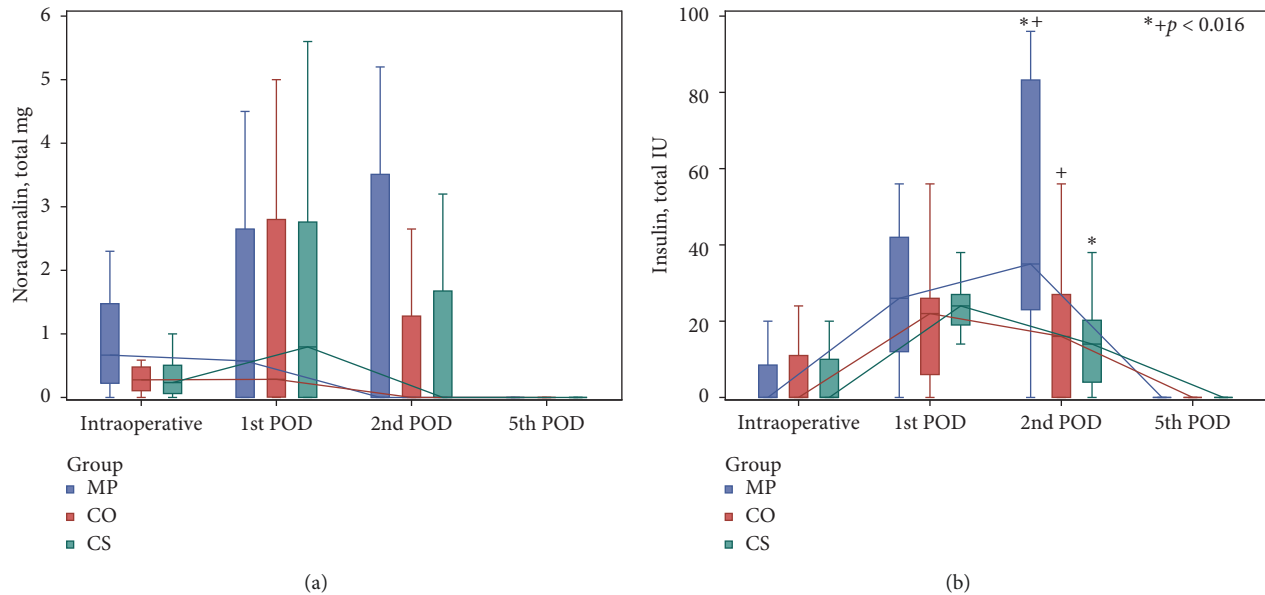 Noradrenalin, total mg
6
5
4
3
2
1
0
Intraoperative 1st POD 2nd POD 5th POD
Group
MP
CO
CS
(a)
Insulin, total IU
100
80
60
40
20
0
*+
*+p < 0.016
+
*
Intraoperative 1st POD 2nd POD 5th POD
Group
MP
CO
CS
(b)